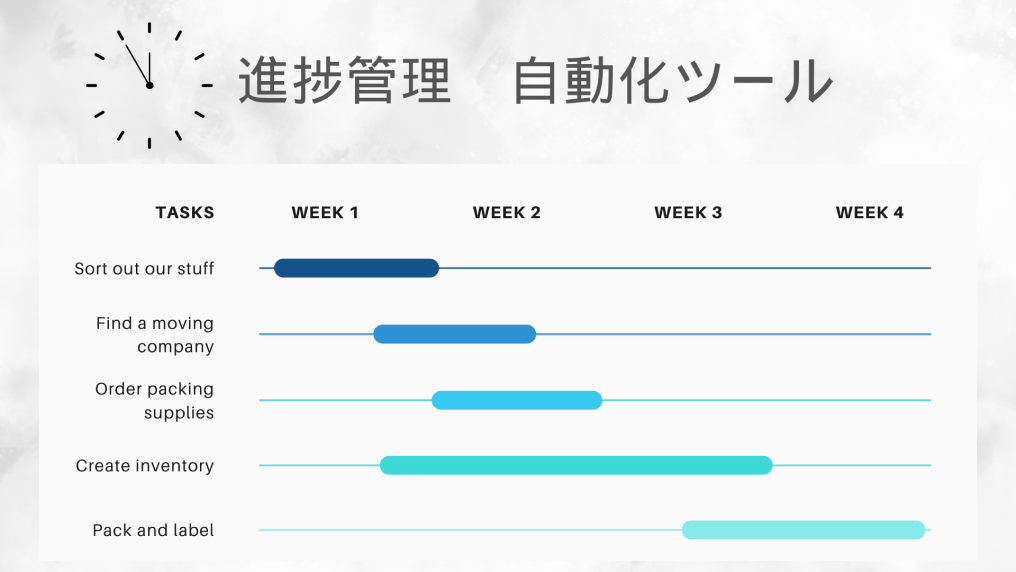 進捗管理　自動化ツール
TASKS WEEK 1 WEEK 2 WEEK 3 WEEK 4
Sort out our stuff
Find a moving
company
Order packing
supplies
Create inventory
Pack and label